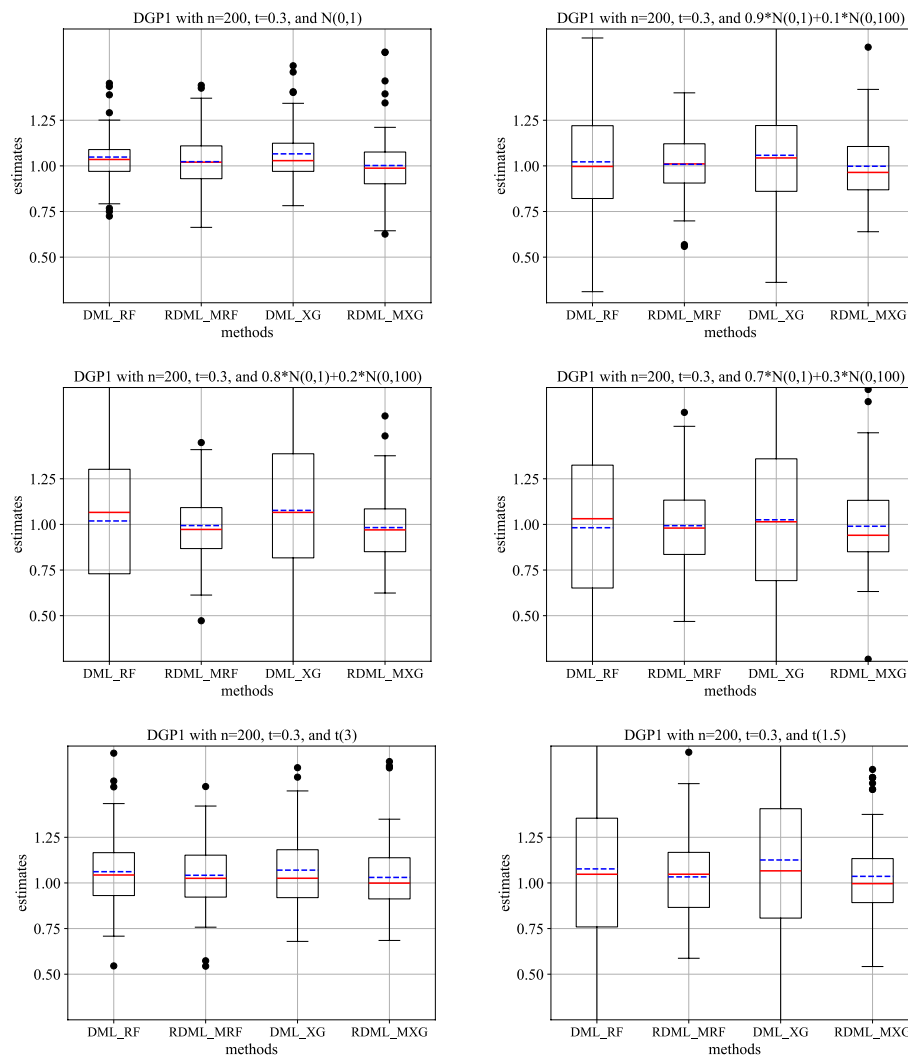 DGP1 with n=200, t=0.3, and N(0,1)
estimates
1.25
1.00
0.75
0.50
DML_RF RDML_MRF DML_XG RDML_MXG
methods
DGP1 with n=200, t=0.3, and 0.9*N(0,1)+0.1*N(0,100)
estimates
1.25
1.00
0.75
0.50
DML_RF RDML_MRF DML_XG RDML_MXG
methods
DGP1 with n=200, t=0.3, and 0.8*N(0,1)+0.2*N(0,100)
estimates
1.25
1.00
0.75
0.50
DML_RF RDML_MRF DML_XG RDML_MXG
methods
DGP1 with n=200, t=0.3, and 0.7*N(0,1)+0.3*N(0,100)
estimates
1.25
1.00
0.75
0.50
DML_RF RDML_MRF DML_XG RDML_MXG
methods
DGP1 with n=200, t=0.3, and t(3)
estimates
1.25
1.00
0.75
0.50
DML_RF RDML_MRF DML_XG RDML_MXG
methods
DGP1 with n=200, t=0.3, and t(1.5)
estimates
1.25
1.00
0.75
0.50
DML_RF RDML_MRF DML_XG RDML_MXG
methods